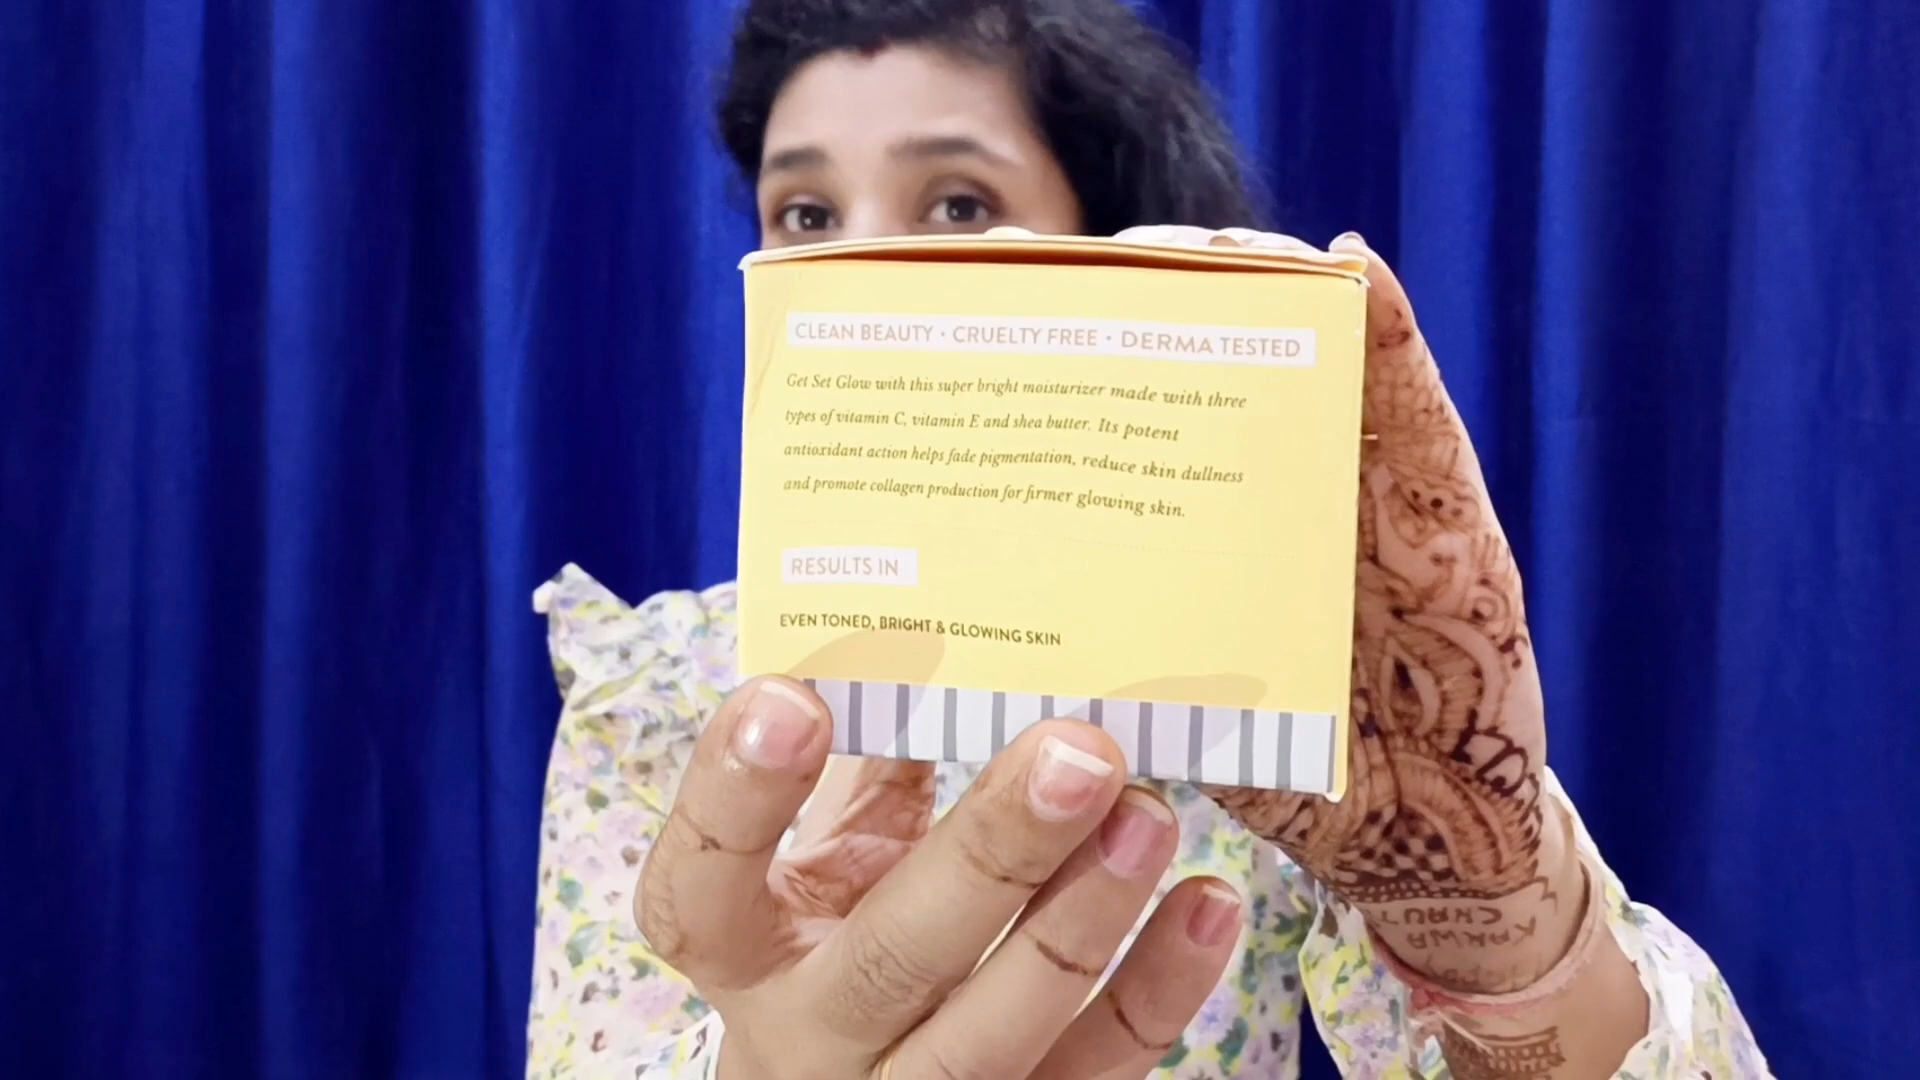 CLEAN BEAUTY • CRUELTY FREE • DERMA TESTED
Get Set Glow with this super bright moisturizer made with three
types of vitamin C, vitamin E and shea butter. Its potent
antioxidant action helps fade pigmentation, reduce skin dullness
and promote collagen production for firmer glowing skin.
RESULTS IN
EVEN TONED, BRIGHT & GLOWING SKIN
KARWA